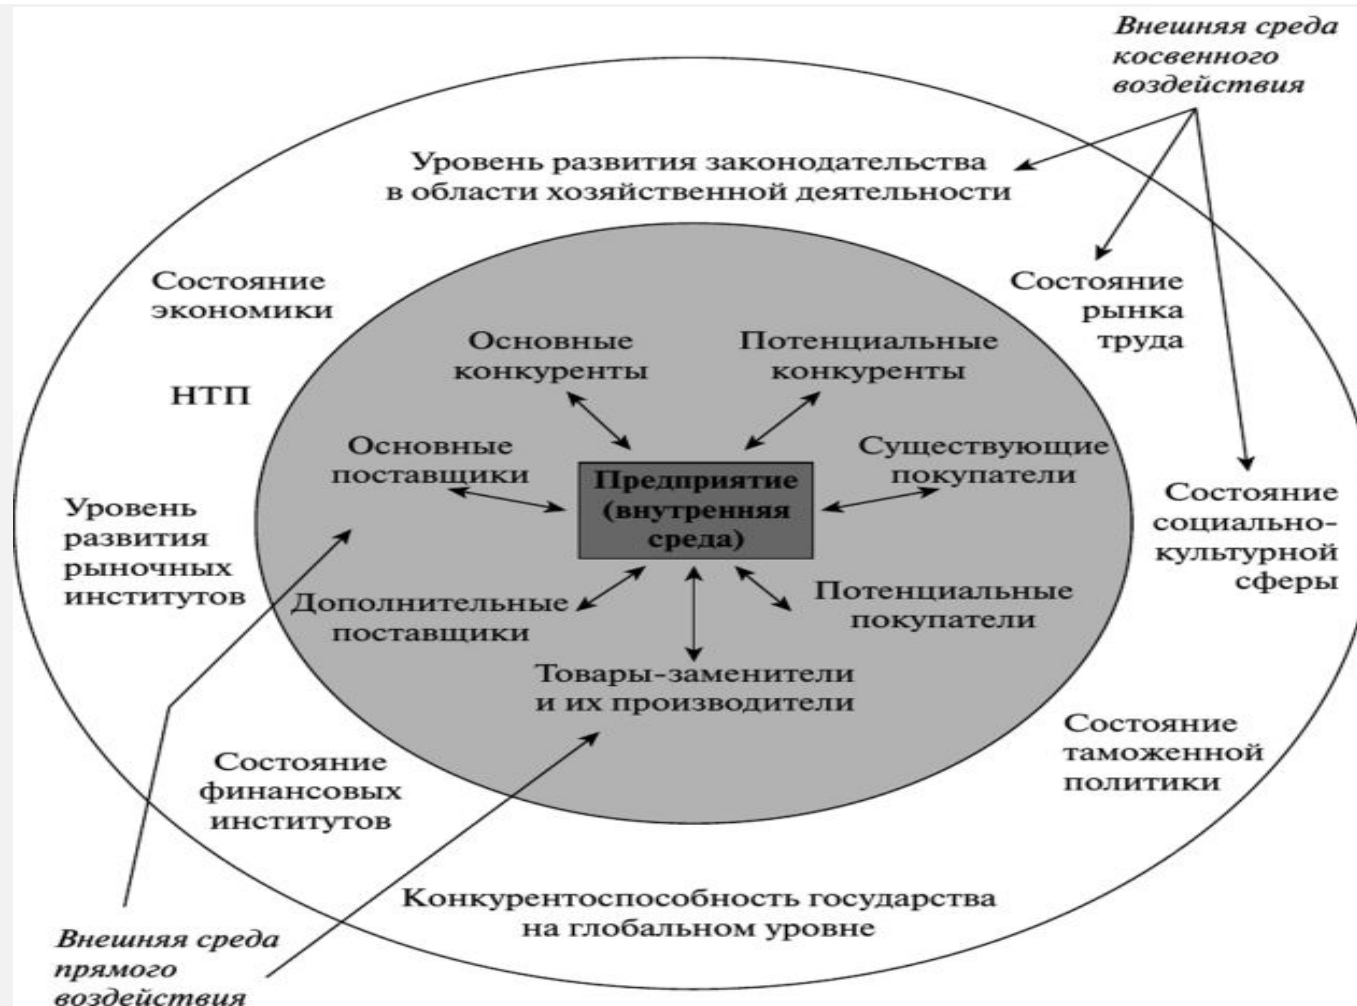 Внешняя среда
косвенного
воздействия
Уровень развития законодательства
в области хозяйственной деятельности
Состояние
экономики
Состояние
рынка
труда
Основные
конкуренты
Потенциальные
конкуренты
НТП
Основные
поставщики
Существующие
покупатели
Предприятие
(внутренняя
среда)
Уровень
развития
рыночных
институтов
Состояние
социально-
культурной
сферы
Дополнительные
поставщики
Потенциальные
покупатели
Товары-заменители
и их производители
Состояние
финансовых
институтов
Состояние
таможенной
политики
Конкурентоспособность государства
на глобальном уровне
Внешняя среда
прямого
воздействия